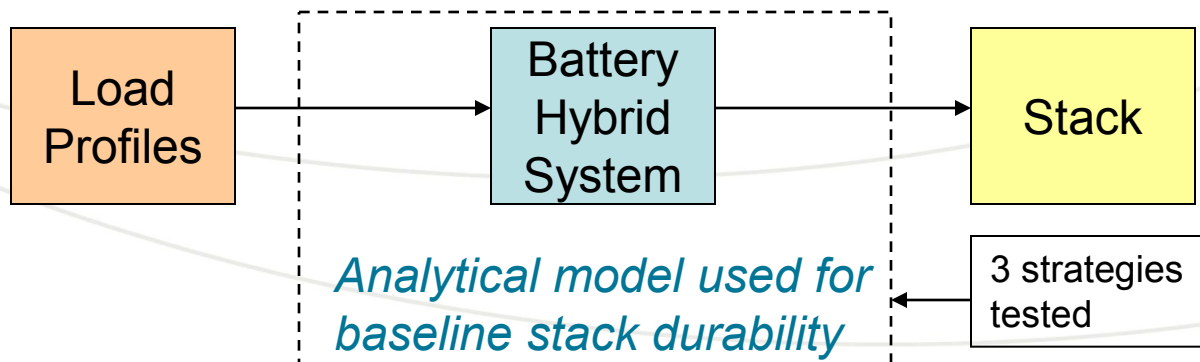 Load
Profiles
Battery
Hybrid
System
Stack
Analytical model used for
baseline stack durability
3 strategies
tested